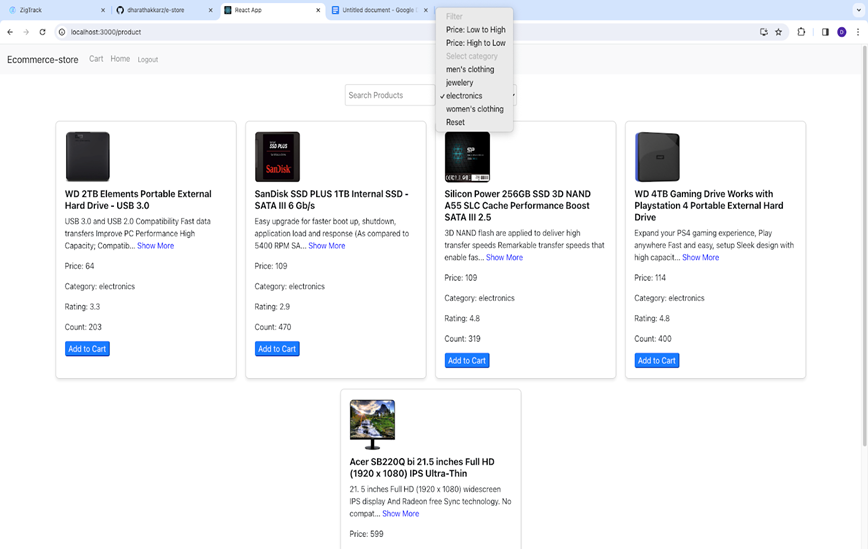 ZigTrack
dharathakkarz/e-store
React App
Untitled document - Google
localhost:3000/product
Ecommerce-store
Cart
Home
Logout
Search Products
Filter
Price: Low to High
Price: High to Low
Select category
men's clothing
jewelery
✓ electronics
women's clothing
Reset
WD 2TB Elements Portable External
Hard Drive - USB 3.0
USB 3.0 and USB 2.0 Compatibility Fast data
transfers Improve PC Performance High
Capacity; Compatib... Show More
Price: 64
Category: electronics
Rating: 3.3
Count: 203
Add to Cart
SanDisk
SanDisk SSD PLUS 1TB Internal SSD -
SATA III 6 Gb/s
Easy upgrade for faster boot up, shutdown,
application load and response (As compared to
5400 RPM SA... Show More
Price: 109
Category: electronics
Rating: 2.9
Count: 470
Add to Cart
Silicon Power 256GB SSD 3D NAND
A55 SLC Cache Performance Boost
SATA III 2.5
3D NAND flash are applied to deliver high
transfer speeds Remarkable transfer speeds that
enable fas... Show More
Price: 109
Category: electronics
Rating: 4.8
Count: 319
Add to Cart
WD 4TB Gaming Drive Works with
Playstation 4 Portable External Hard
Drive
Expand your PS4 gaming experience, Play
anywhere Fast and easy, setup Sleek design with
high capacit... Show More
Price: 114
Category: electronics
Rating: 4.8
Count: 400
Add to Cart
Acer SB220Q bi 21.5 inches Full HD
(1920 x 1080) IPS Ultra-Thin
21. 5 inches Full HD (1920 x 1080) widescreen
IPS display And Radeon free Sync technology. No
compat... Show More
Price: 599